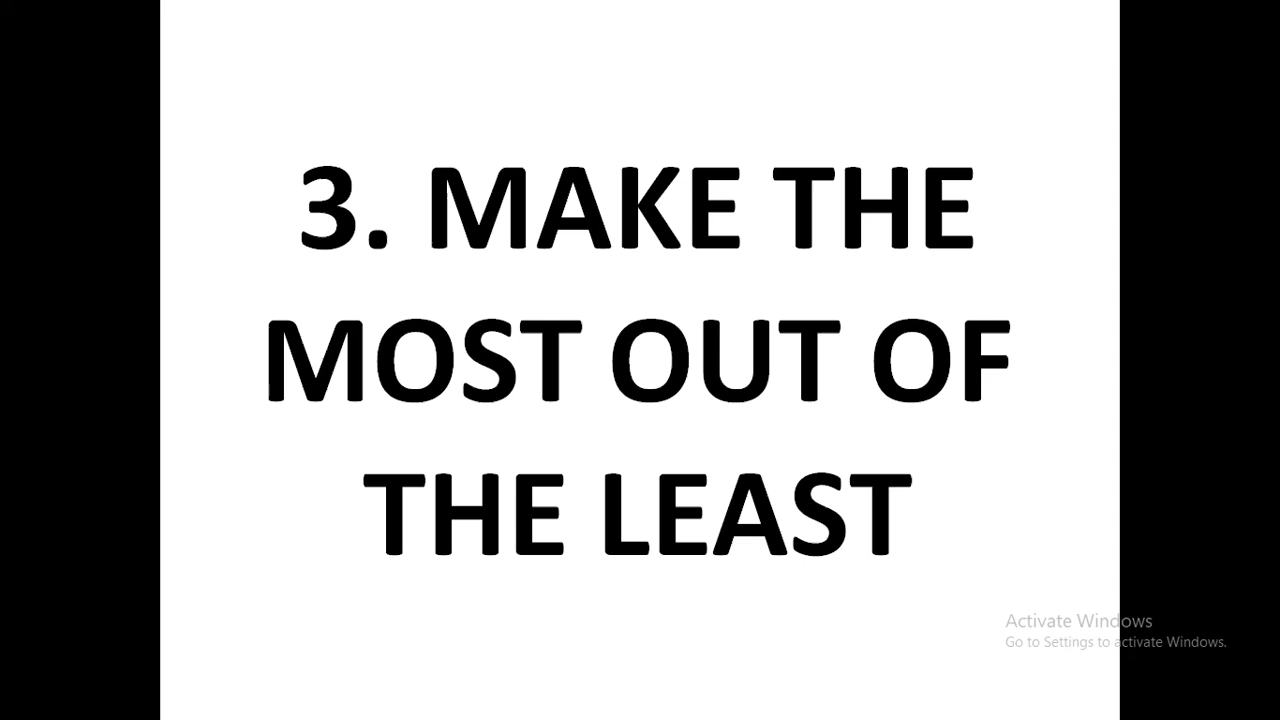 3. MAKE THE
MOST OUT OF
THE LEAST
Activate Windows
Go to Settings to activate Windows.